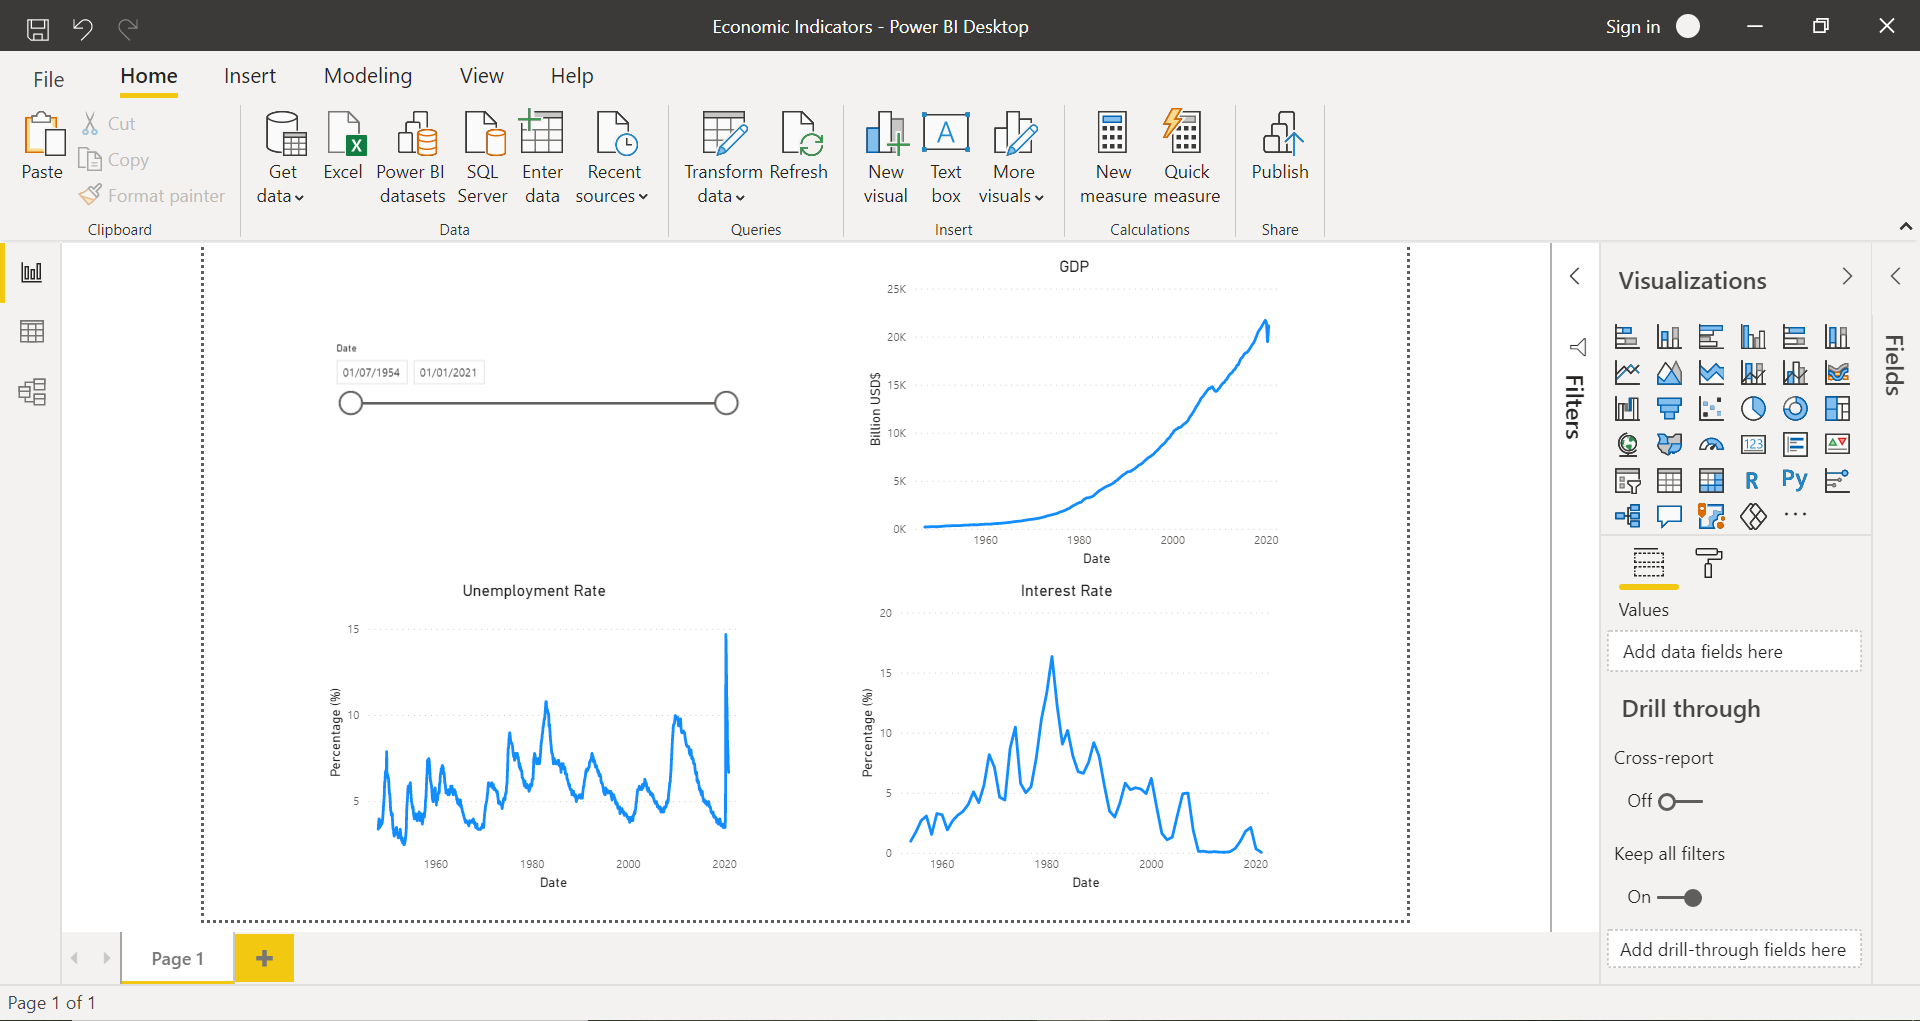 Economic Indicators - Power BI Desktop
Sign in
File Home Insert Modeling View Help
Paste
Cut
Copy
Format painter
Clipboard
Get data
Excel
Power BI datasets
SQL Server
Enter data
Recent sources
Data
Transform data
Refresh
Queries
New visual
A
Text box
More visuals
Insert
New measure
Quick measure
Calculations
Publish
Share
Date
01/07/1954 01/01/2021
GDP
Billion USD$
25K
20K
15K
10K
5K
0K
1960 1980 2000 2020
Date
Unemployment Rate
Percentage (%)
15
10
5
1960 1980 2000 2020
Date
Interest Rate
Percentage (%)
20
15
10
5
0
1960 1980 2000 2020
Date
Filters
Visualizations
123
R Py
Values
Add data fields here
Drill through
Cross-report
Off
Keep all filters
On
Add drill-through fields here
Fields
Page 1
Page 1 of 1